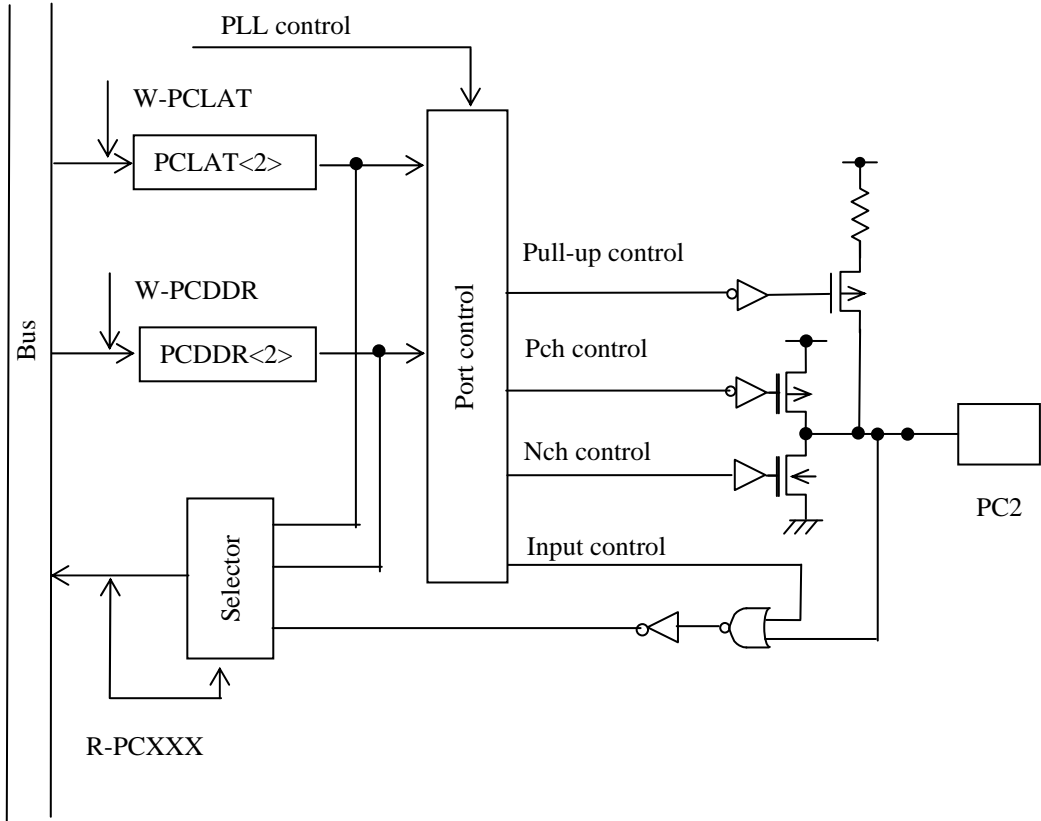 PLL control
W-PCLAT
PCLAT<2>
Pull-up control
W-PCDDR
Bus
PCDDR<2>
Port control
Pch control
Nch control
PC2
Input control
Selector
R-PCXXX